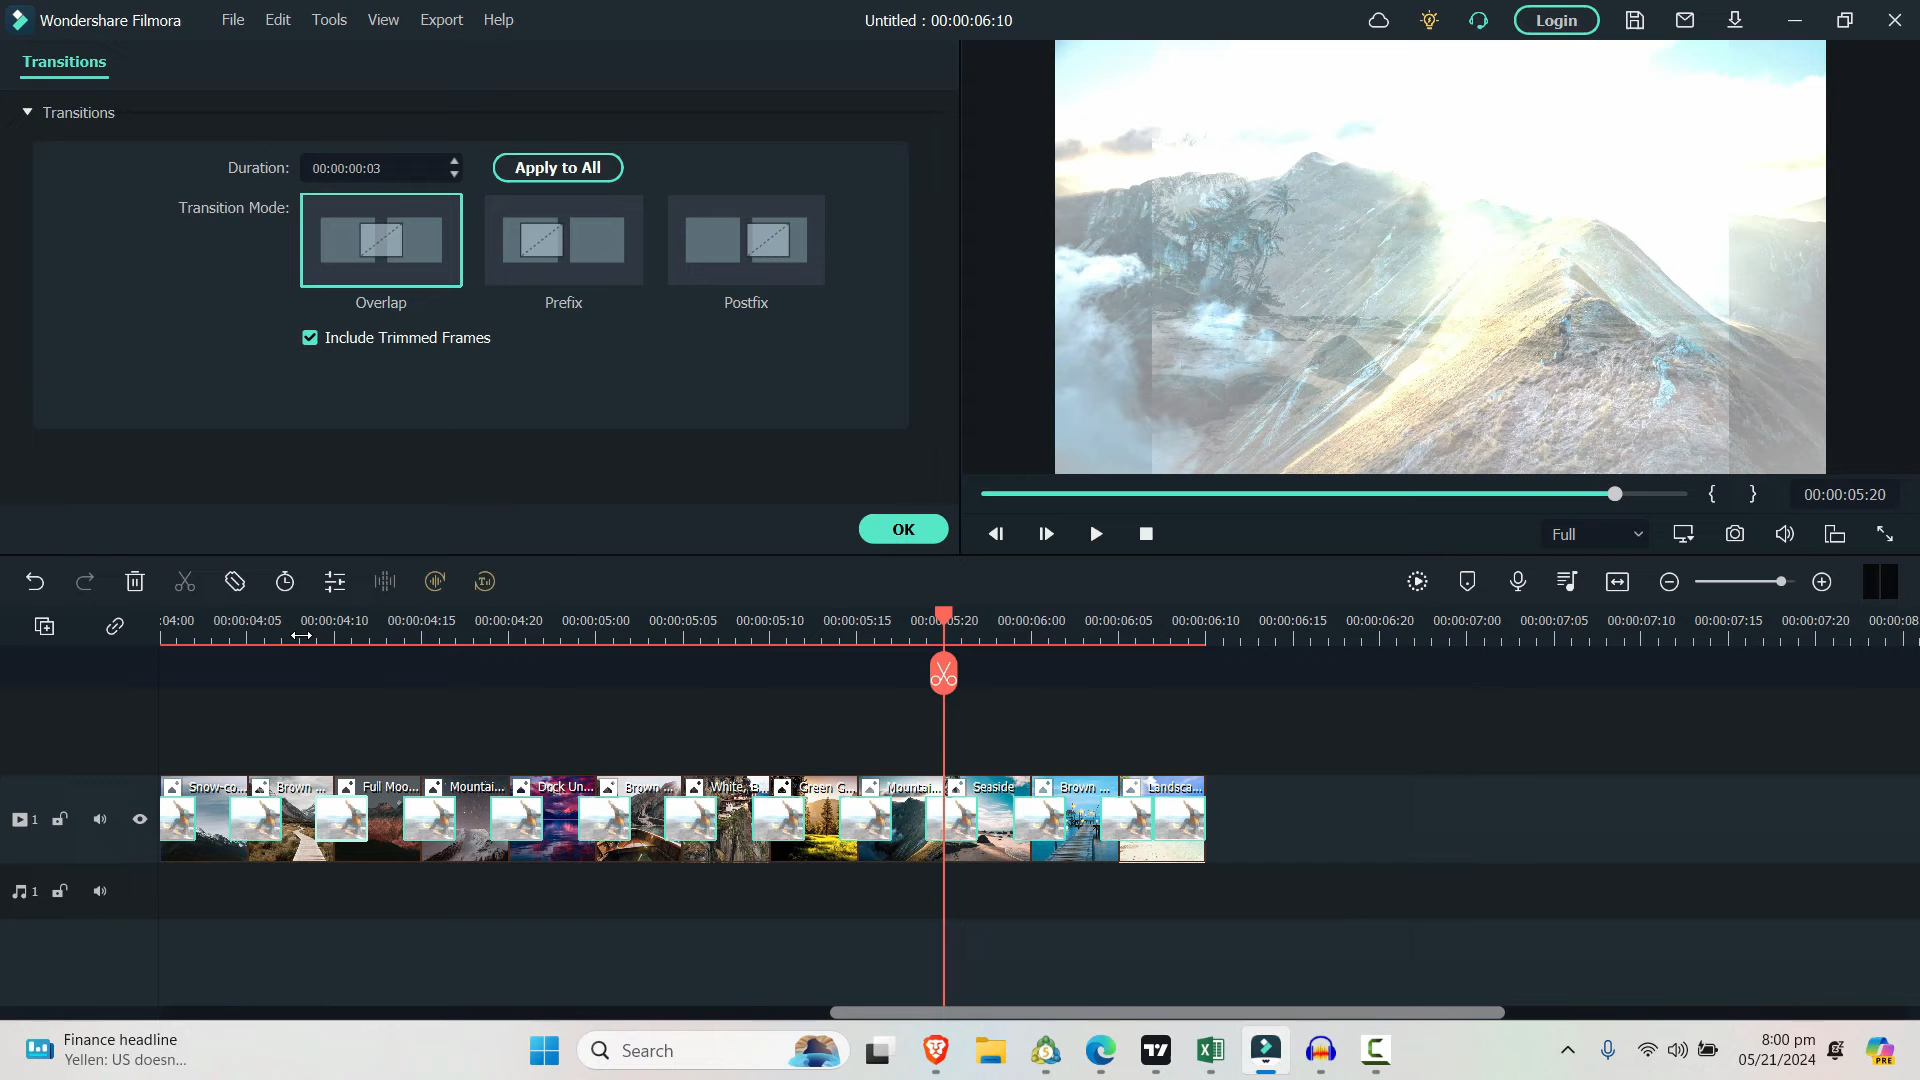 Wondershare Filmora File Edit Tools View Export Help Untitled : 00:00:06:10 Login
Transitions
Transitions
Duration: 00:00:00:03 Apply to All
Transition Mode:
Overlap Prefix Postfix
Include Trimmed Frames
OK
00:00:05:20
Full
:04:00 00:00:04:05 00:00:04:10 00:00:04:15 00:00:04:20 00:00:05:00 00:00:05:05 00:00:05:10 00:00:05:15 00:00:05:20 00:00:06:00 00:00:06:05 00:00:06:10 00:00:06:15 00:00:06:20 00:00:07:00 00:00:07:05 00:00:07:10 00:00:07:15 00:00:07:20 00:00:08
Snow-co... Brown ... Full Moo... Mountai... Dock Un... Brown ... White, B... Green G... Mountai... Seaside Brown ... Landsca...
1
1
Finance headline
Yellen: US doesn...
Search
8:00 pm
05/21/2024
PRE